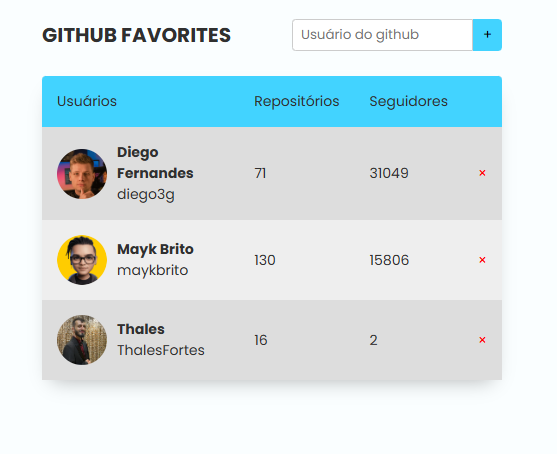 GITHUB FAVORITES
Usuário do github
+
Usuários Repositórios Seguidores
Diego
Fernandes
diego3g
71 31049 ×
Mayk Brito
maykbrito
130 15806 ×
Thales
ThalesFortes
16 2 ×